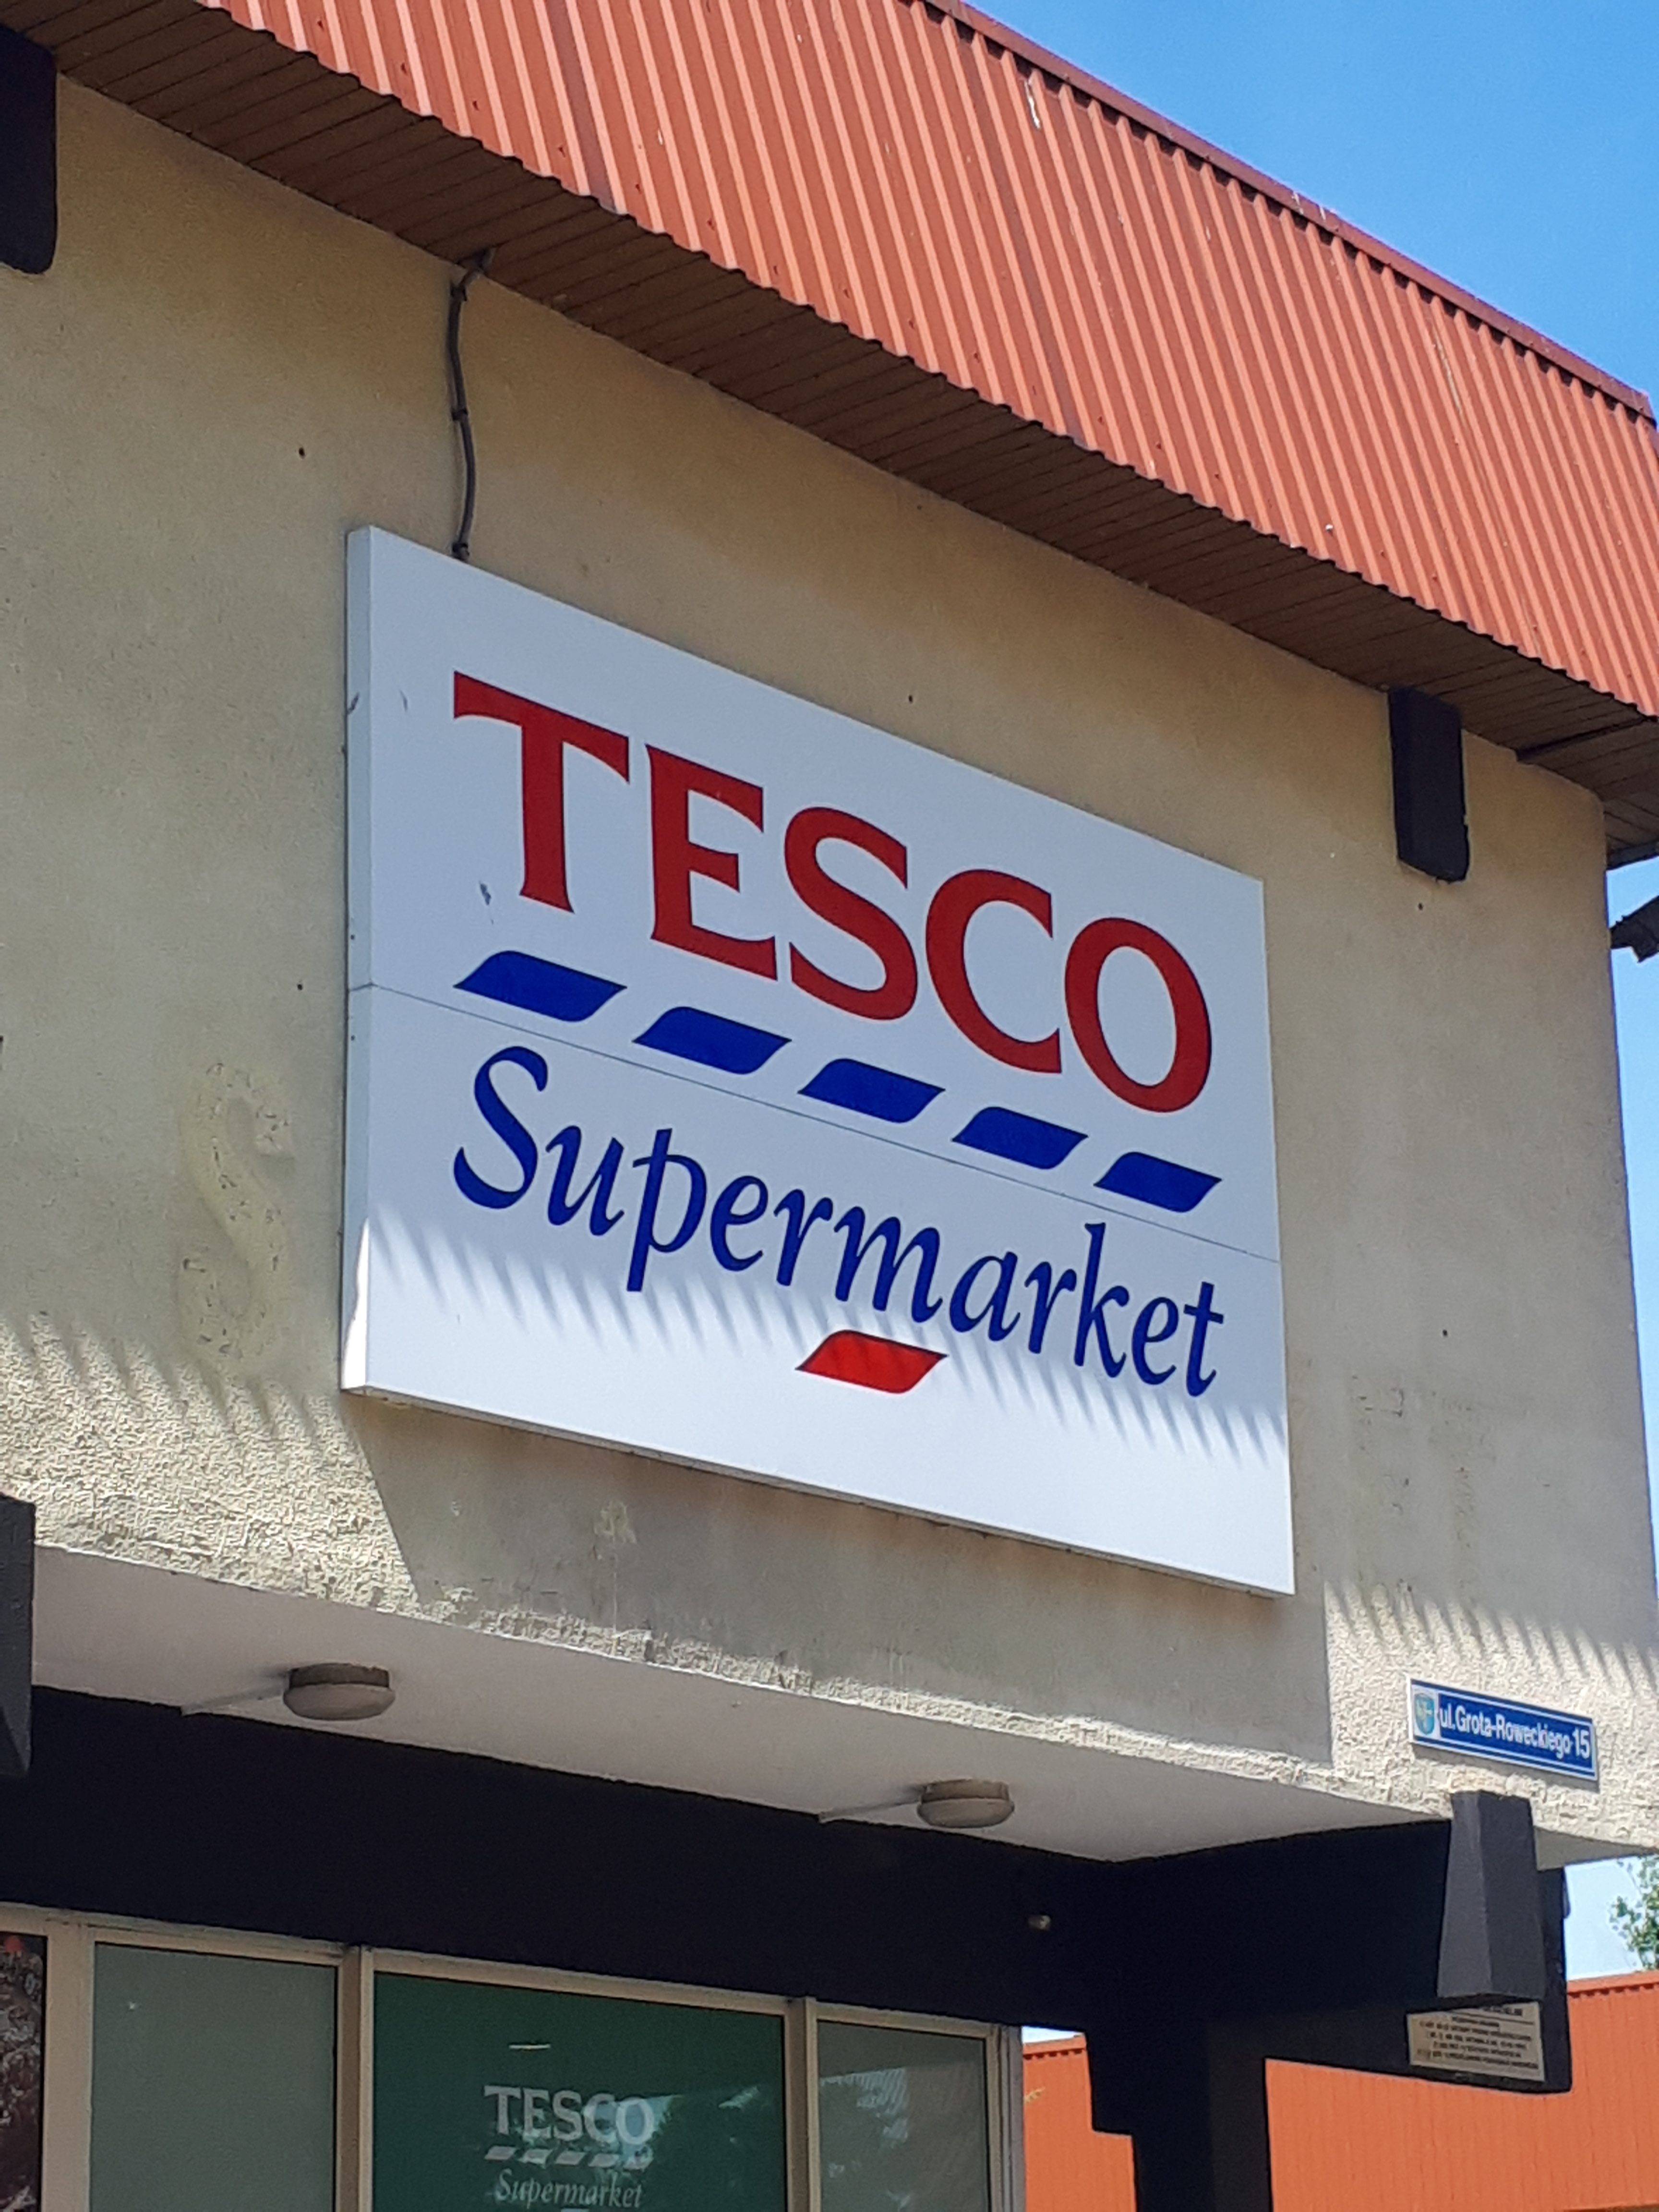 TESCO
Supermarket
S
ul.Grota-Roweckiego 15
TESCO
Supermarket